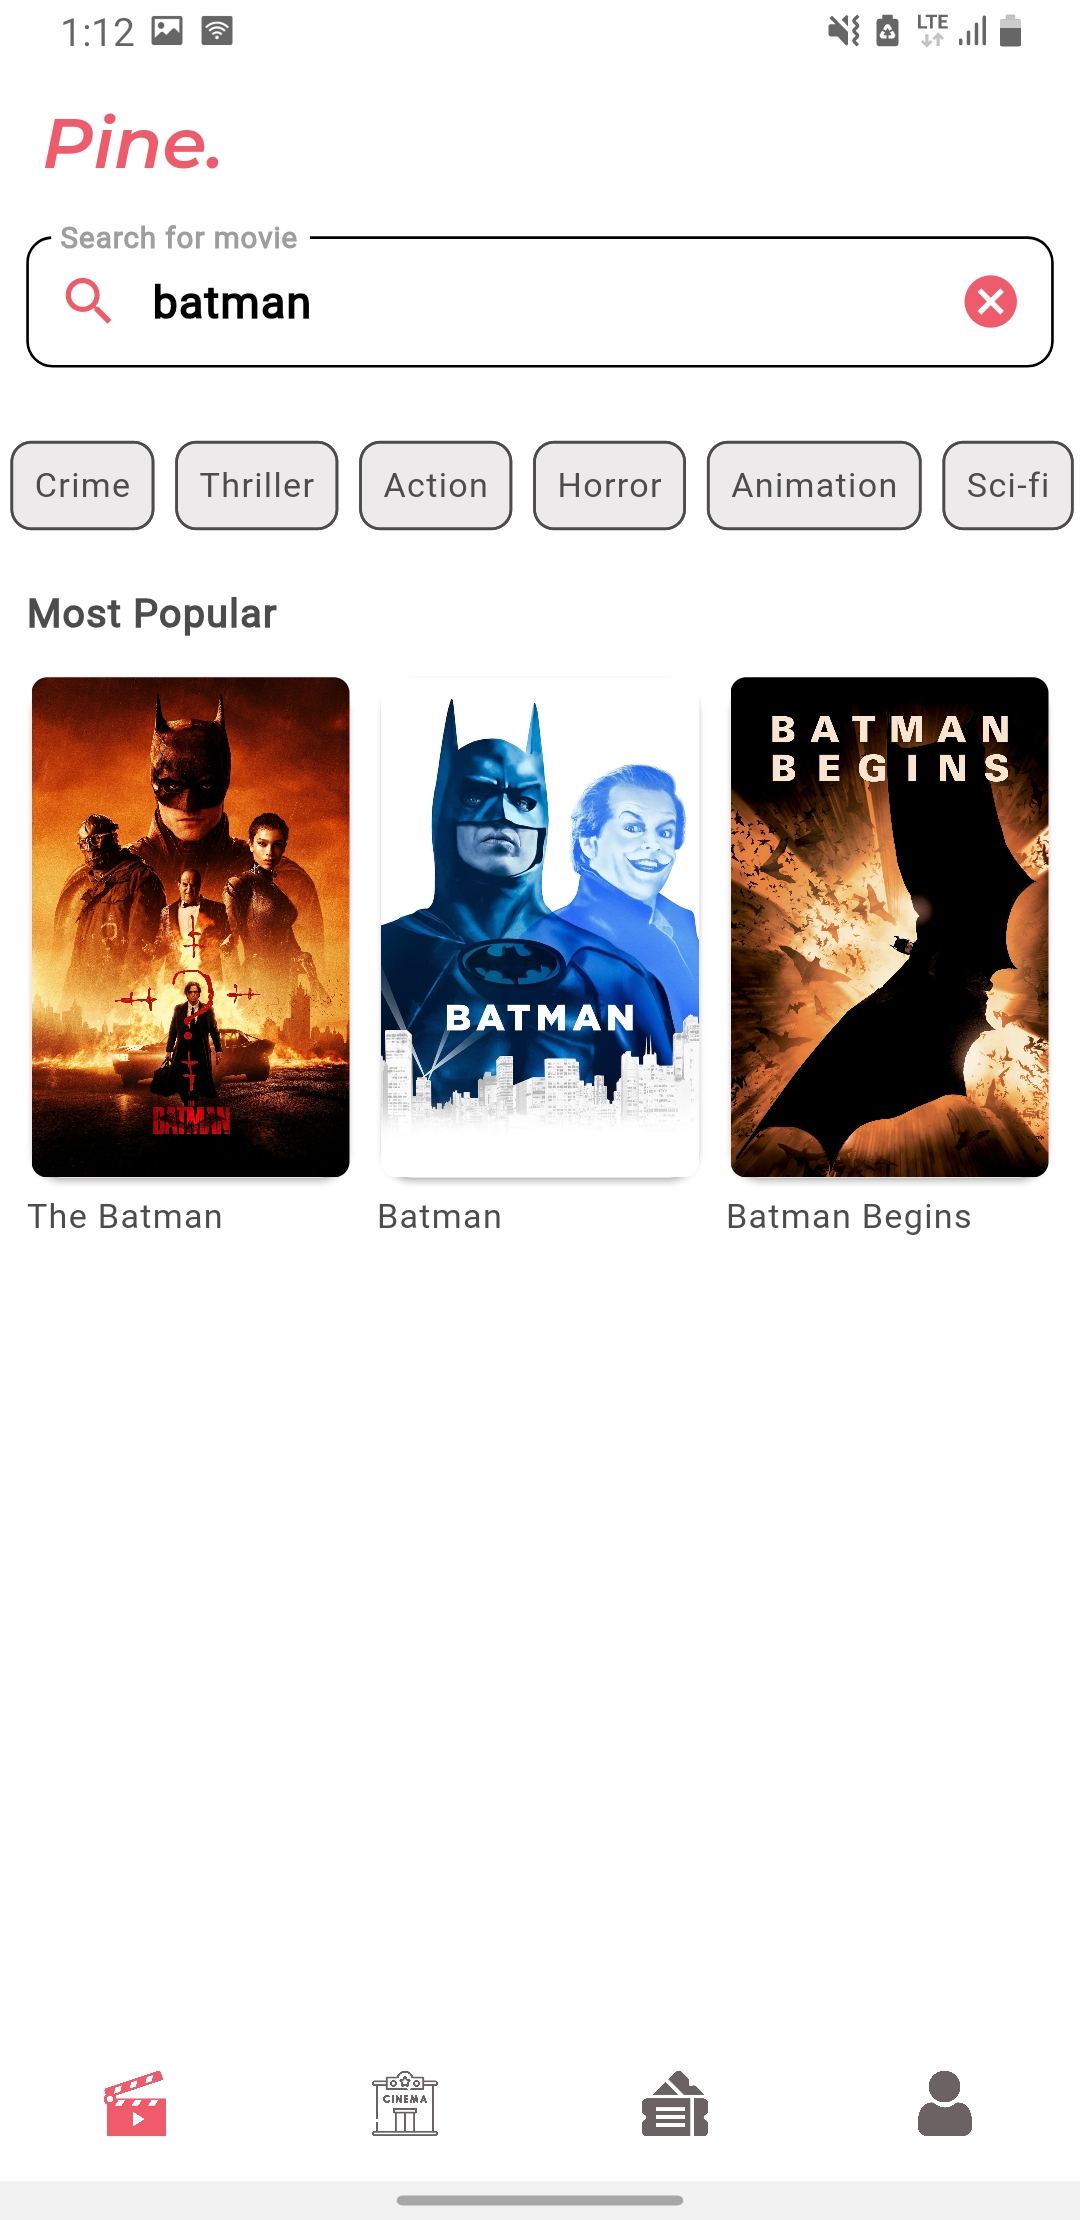 1:12
LTE
Pine.
Search for movie
batman
Crime Thriller Action Horror Animation Sci-fi
Most Popular
BATMAN
BEGINS
BATMAN
THE BATMAN
The Batman Batman Batman Begins
CINEMA